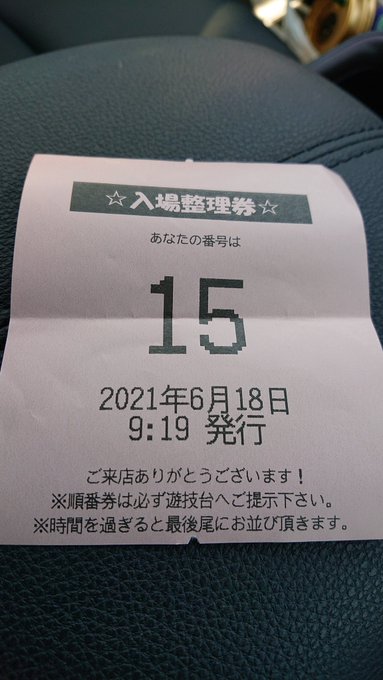 ☆入場整理券☆
あなたの番号は
15
2021年6月18日
9:19 発行
ご来店ありがとうございます!
※順番券は必ず遊技台へご提示下さい。
※時間を過ぎると最後尾にお並び頂きます。